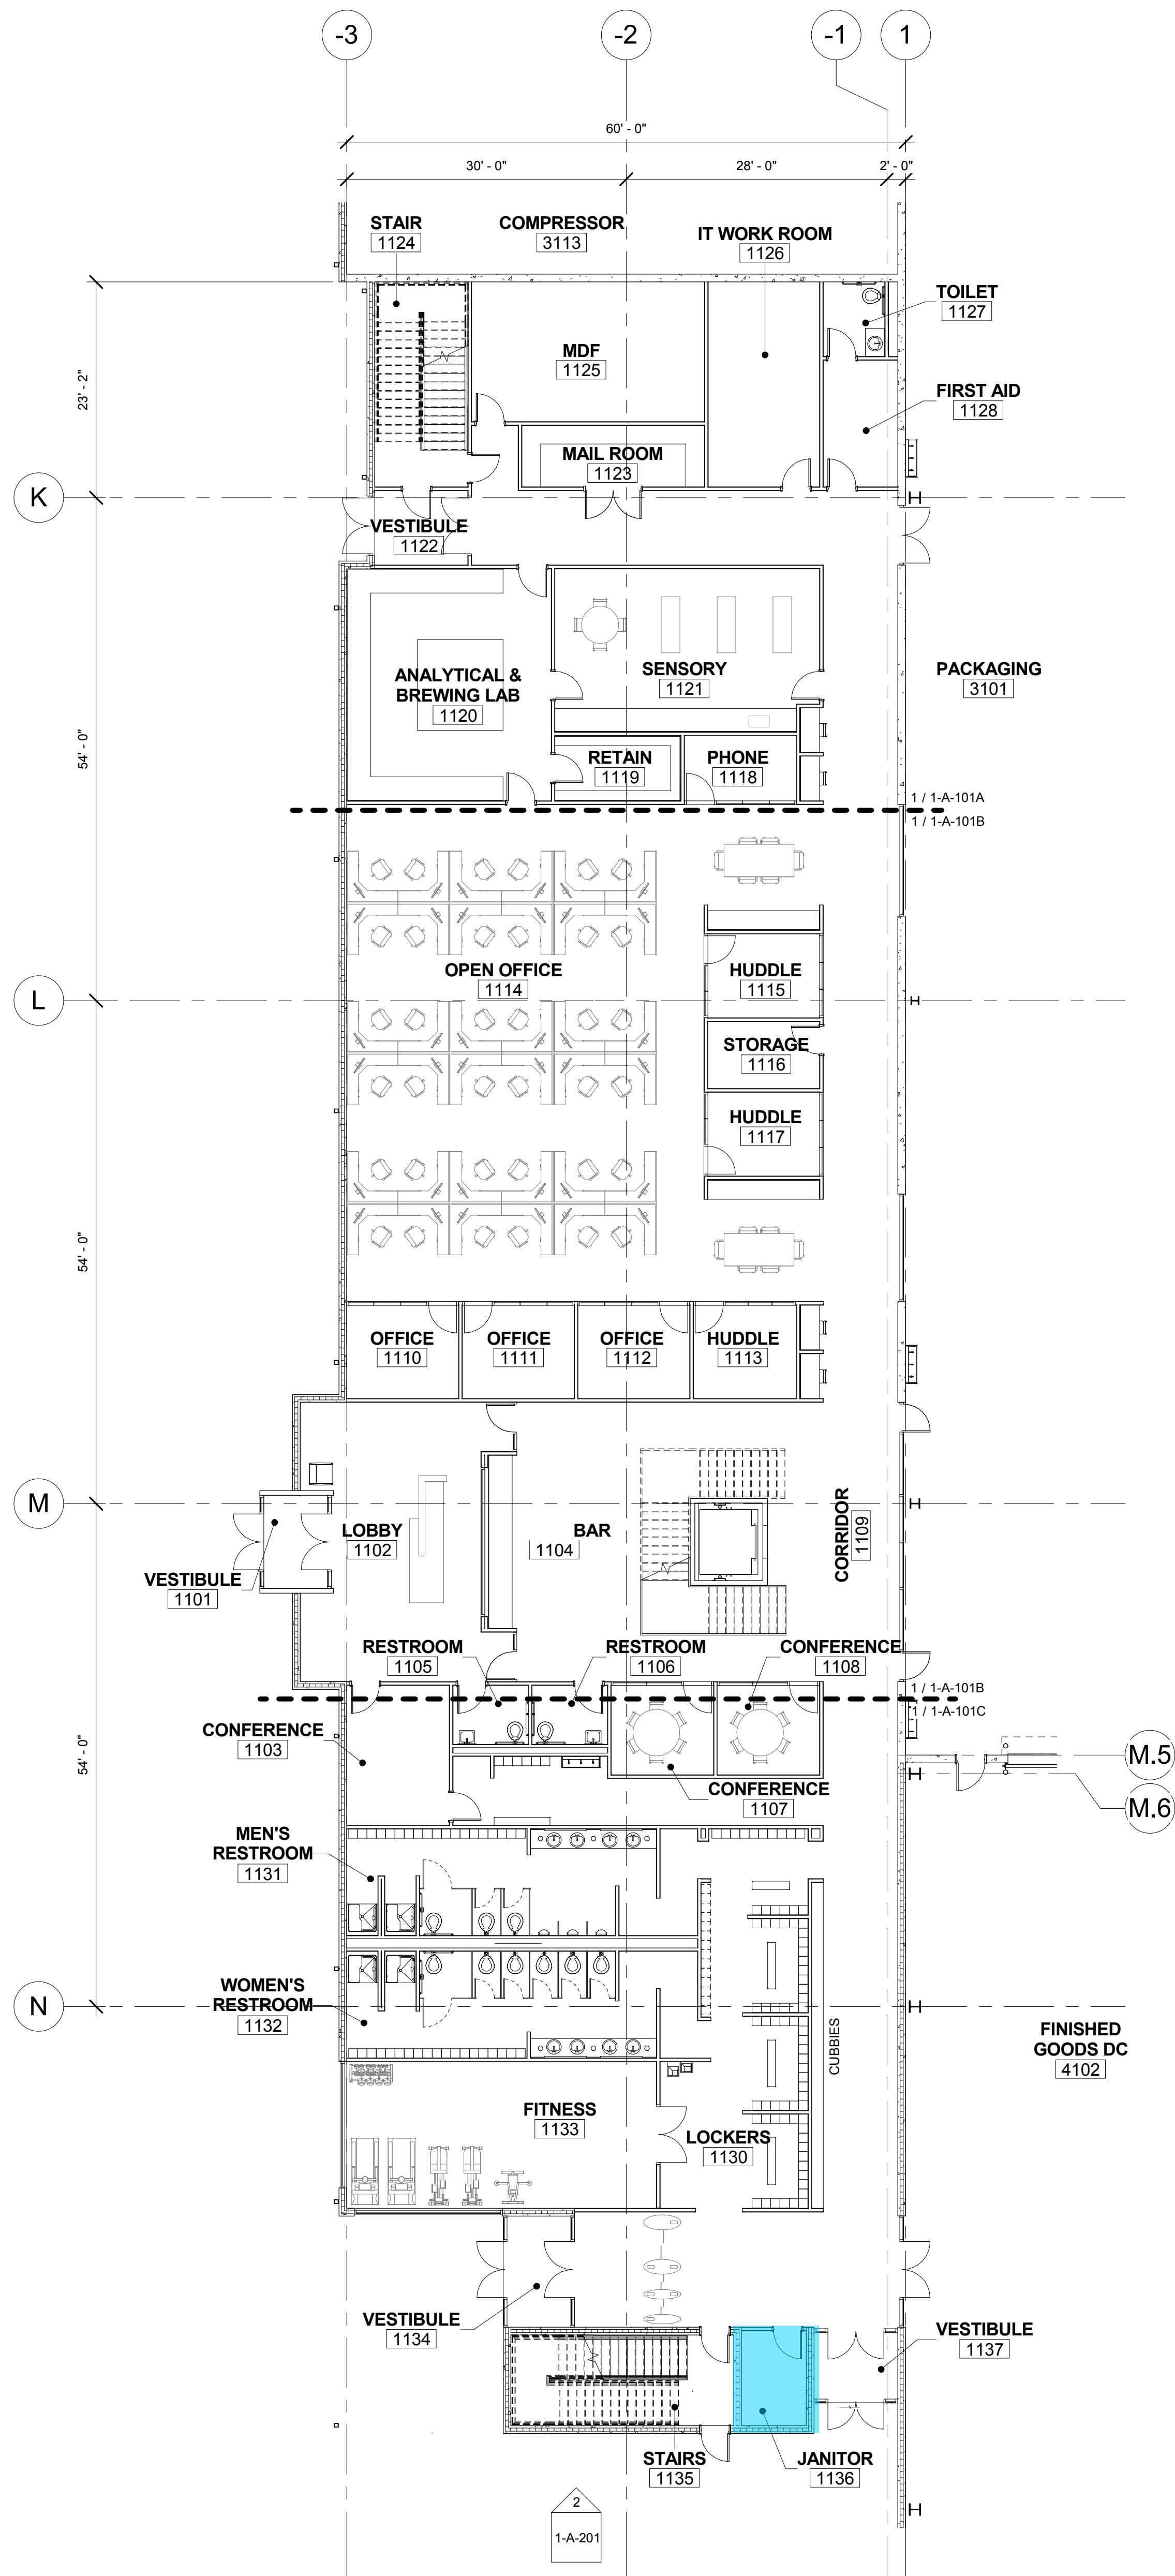 -3
-2
-1
1
60' - 0"
30' - 0"
28' - 0"
2' - 0"
STAIR
1124
COMPRESSOR
3113
IT WORK ROOM
1126
TOILET
1127
23' - 2"
MDF
1125
FIRST AID
1128
MAIL ROOM
1123
K
VESTIBULE
1122
ANALYTICAL &
BREWING LAB
1120
SENSORY
1121
PACKAGING
3101
54' - 0"
RETAIN
1119
PHONE
1118
1 / 1-A-101A
1 / 1-A-101B
OPEN OFFICE
1114
HUDDLE
1115
L
STORAGE
1116
HUDDLE
1117
54' - 0"
OFFICE
1110
OFFICE
1111
OFFICE
1112
HUDDLE
1113
M
LOBBY
1102
BAR
1104
CORRIDOR
1109
VESTIBULE
1101
RESTROOM
1105
RESTROOM
1106
CONFERENCE
1108
1 / 1-A-101B
1 / 1-A-101C
CONFERENCE
1103
54' - 0"
M.5
CONFERENCE
1107
M.6
MEN'S
RESTROOM
1131
WOMEN'S
RESTROOM
1132
N
CUBBIES
FINISHED
GOODS DC
4102
FITNESS
1133
LOCKERS
1130
VESTIBULE
1134
VESTIBULE
1137
STAIRS
1135
JANITOR
1136
2
1-A-201